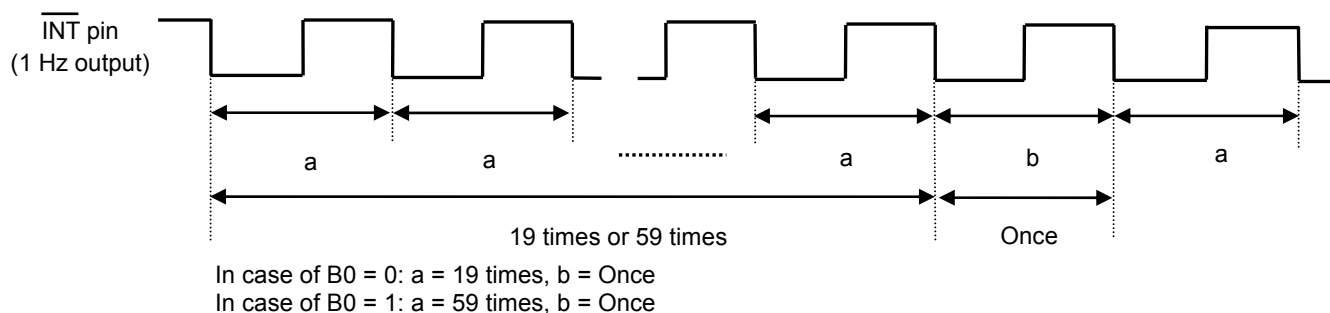 INT pin
(1 Hz output)
a a a b a
19 times or 59 times Once
In case of B0 = 0: a = 19 times, b = Once
In case of B0 = 1: a = 59 times, b = Once